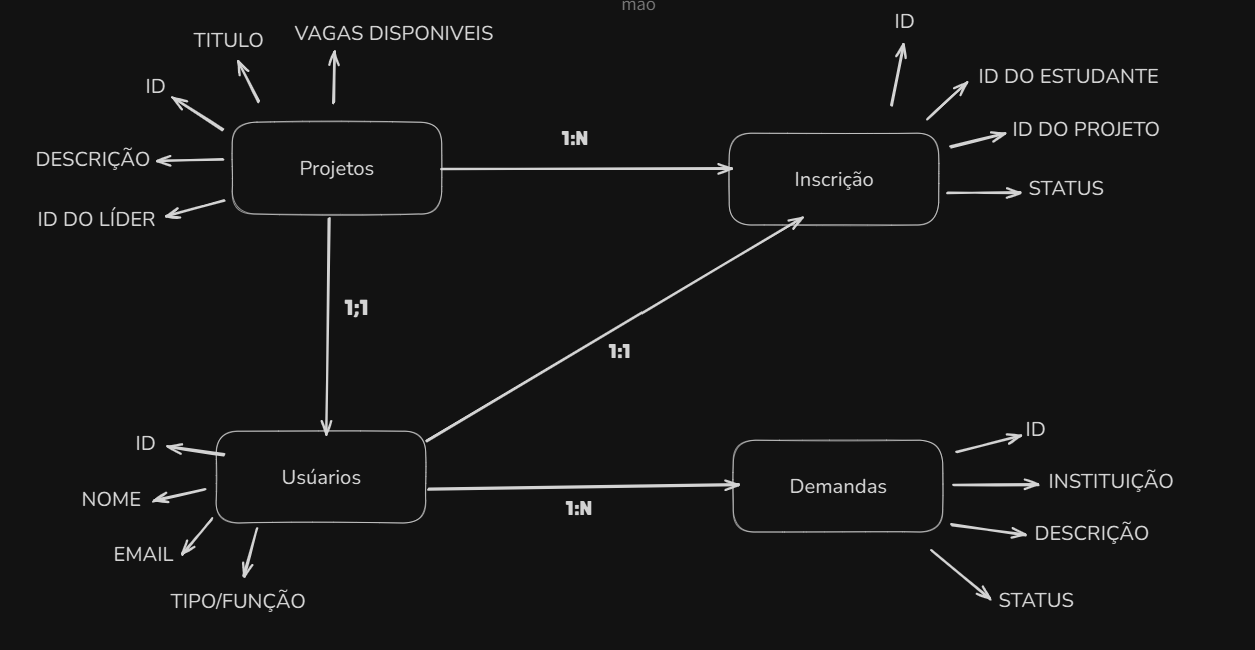 mão
ID
TITULO
VAGAS DISPONIVEIS
ID
ID DO ESTUDANTE
DESCRIÇÃO
Projetos
1:N
Inscrição
ID DO PROJETO
STATUS
ID DO LÍDER
1;1
1:1
ID
NOME
EMAIL
TIPO/FUNÇÃO
Usúarios
1:N
Demandas
ID
INSTITUIÇÃO
DESCRIÇÃO
STATUS